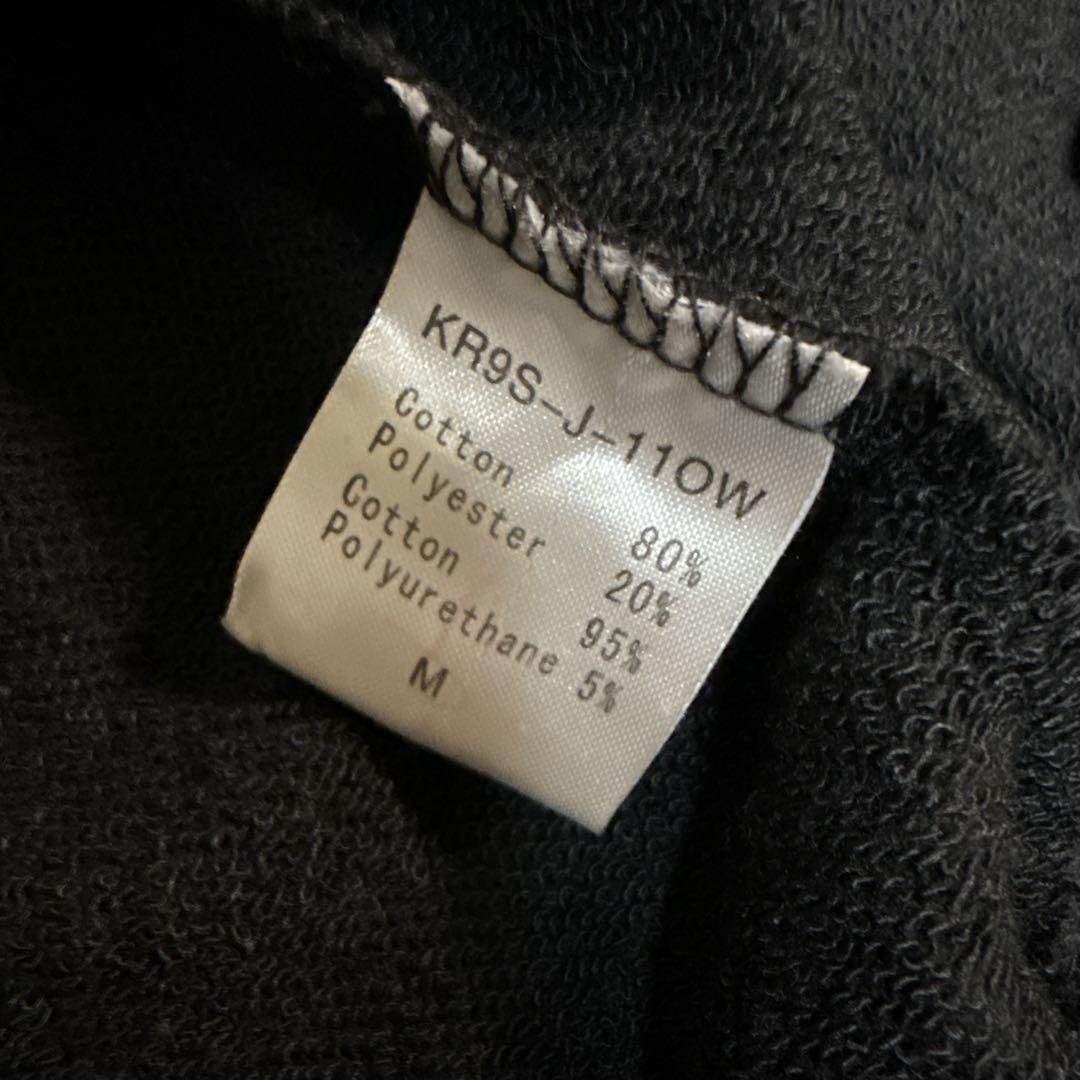 KR9S-J-110W
Cotton 80%
Polyester 20%
Cotton 95%
Polyurethane 5%
M